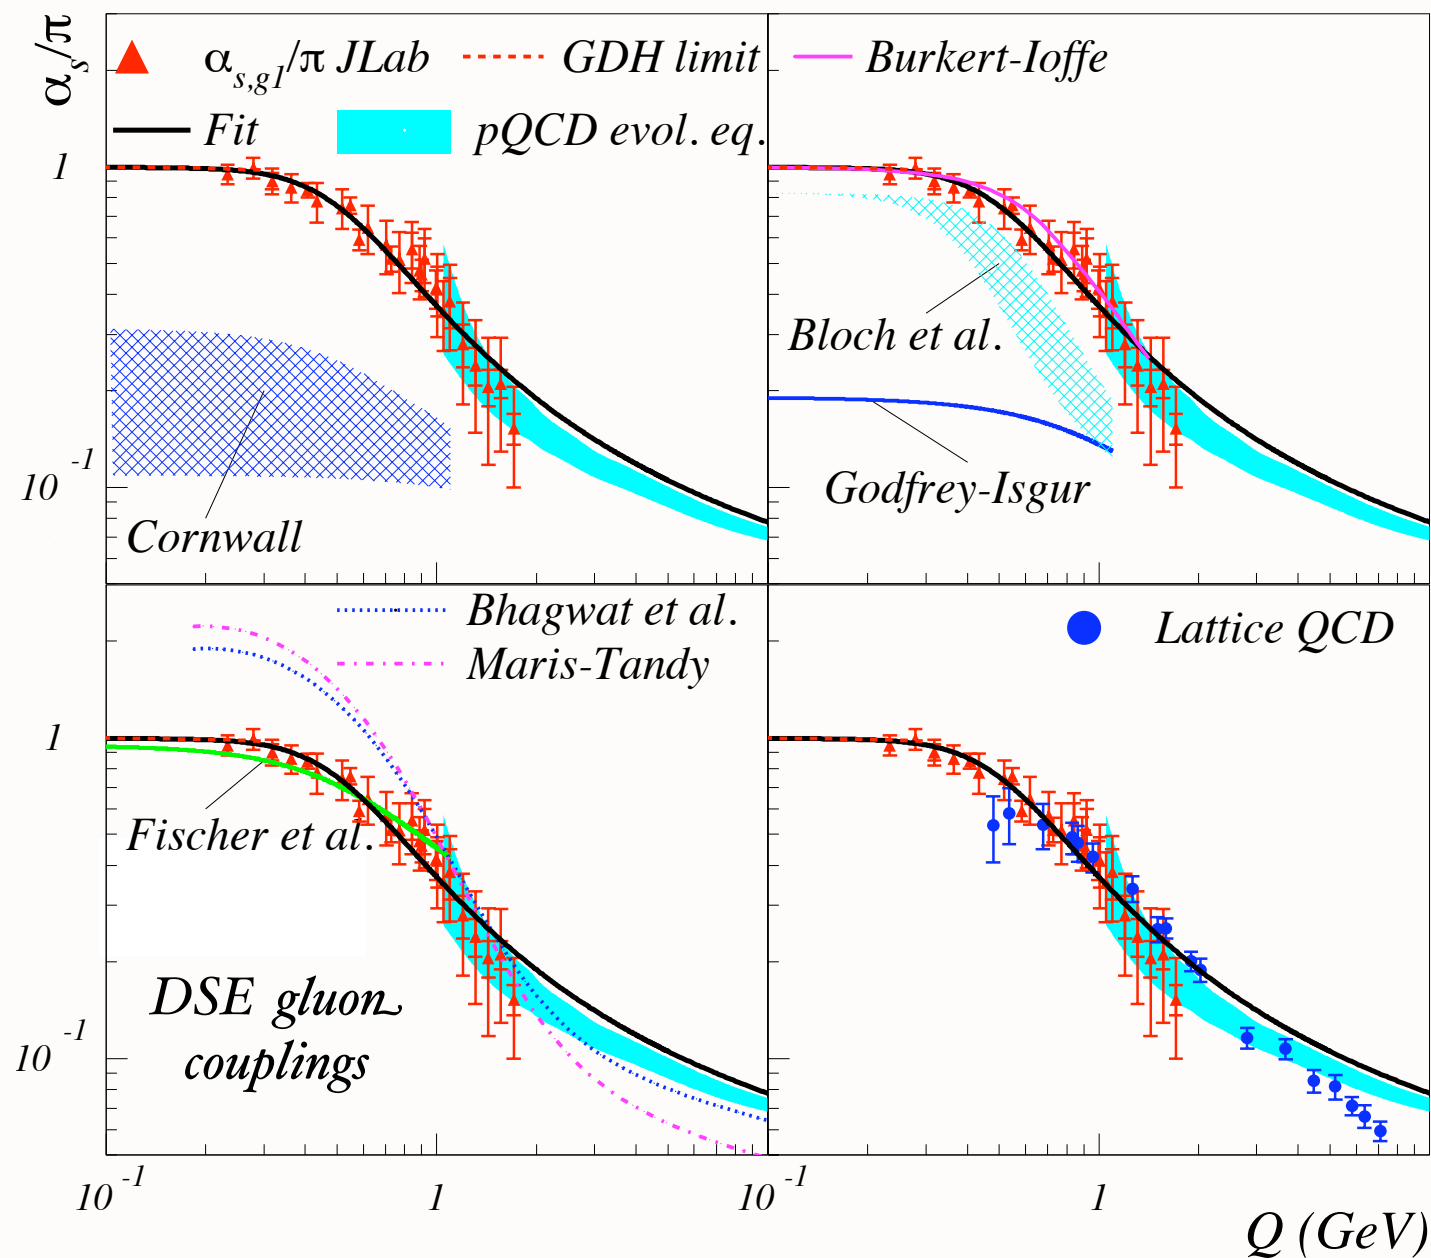 α_s/π
α_{s,g1}/π JLab
GDH limit
Burkert-Ioffe
Fit
pQCD evol. eq.
1
Bloch et al.
10^-1
Godfrey-Isgur
Cornwall
Bhagwat et al.
Maris-Tandy
Lattice QCD
1
Fischer et al.
DSE gluon
couplings
10^-1
10^-1
1
10^-1
1
Q (GeV)